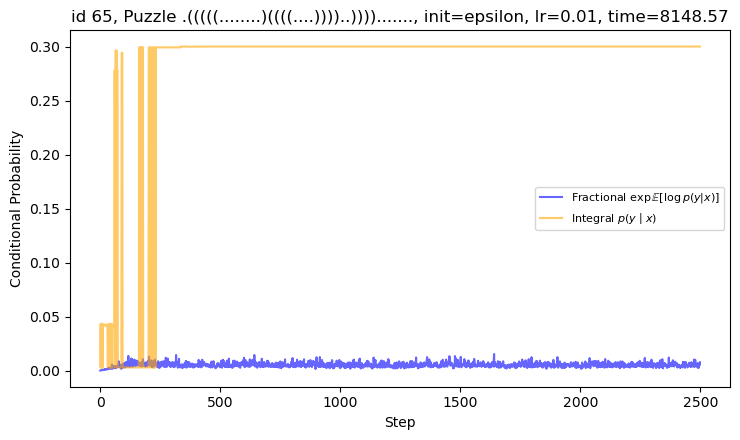 id 65, Puzzle .(((((........)((((....))))..))))......., init=epsilon, lr=0.01, time=8148.57
0.30
0.25
0.20
0.15
0.10
0.05
0.00
Conditional Probability
Fractional exp𝔼[log p(y|x)]
Integral p(y | x)
0
500
1000
1500
2000
2500
Step